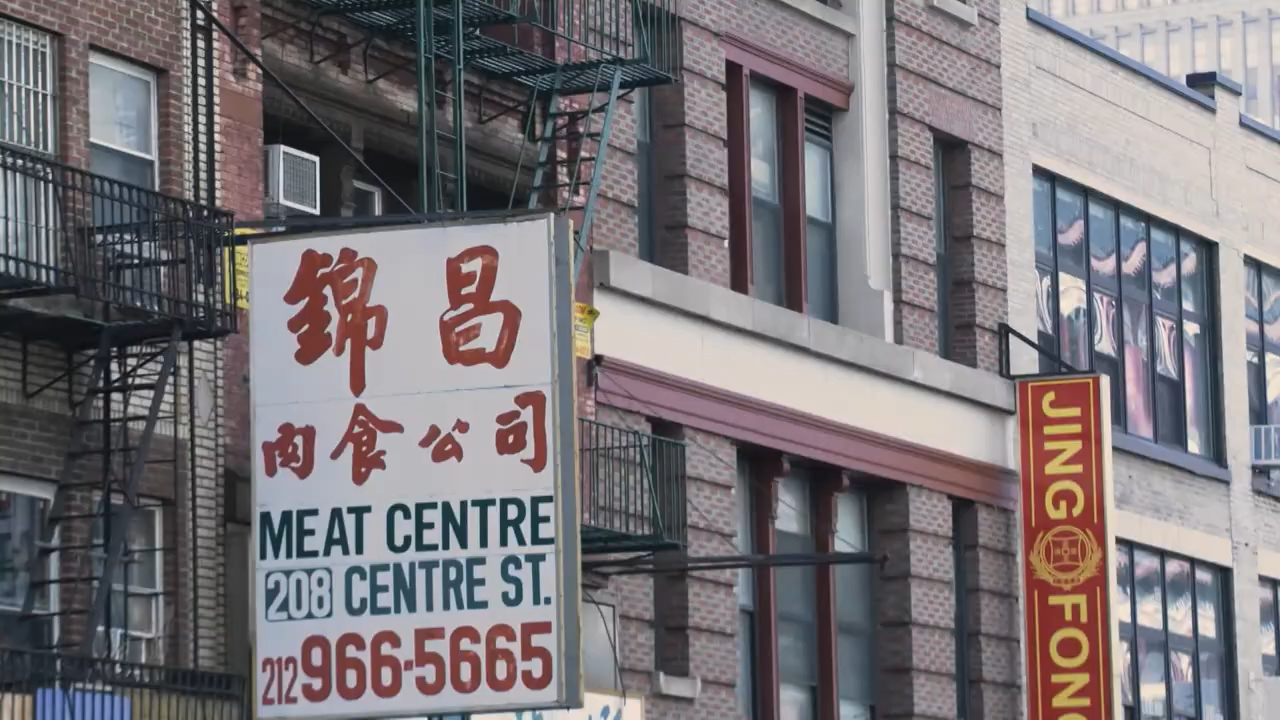 錦昌
肉食公司
MEAT CENTRE
208 CENTRE ST.
212 966-5665
JING FONG